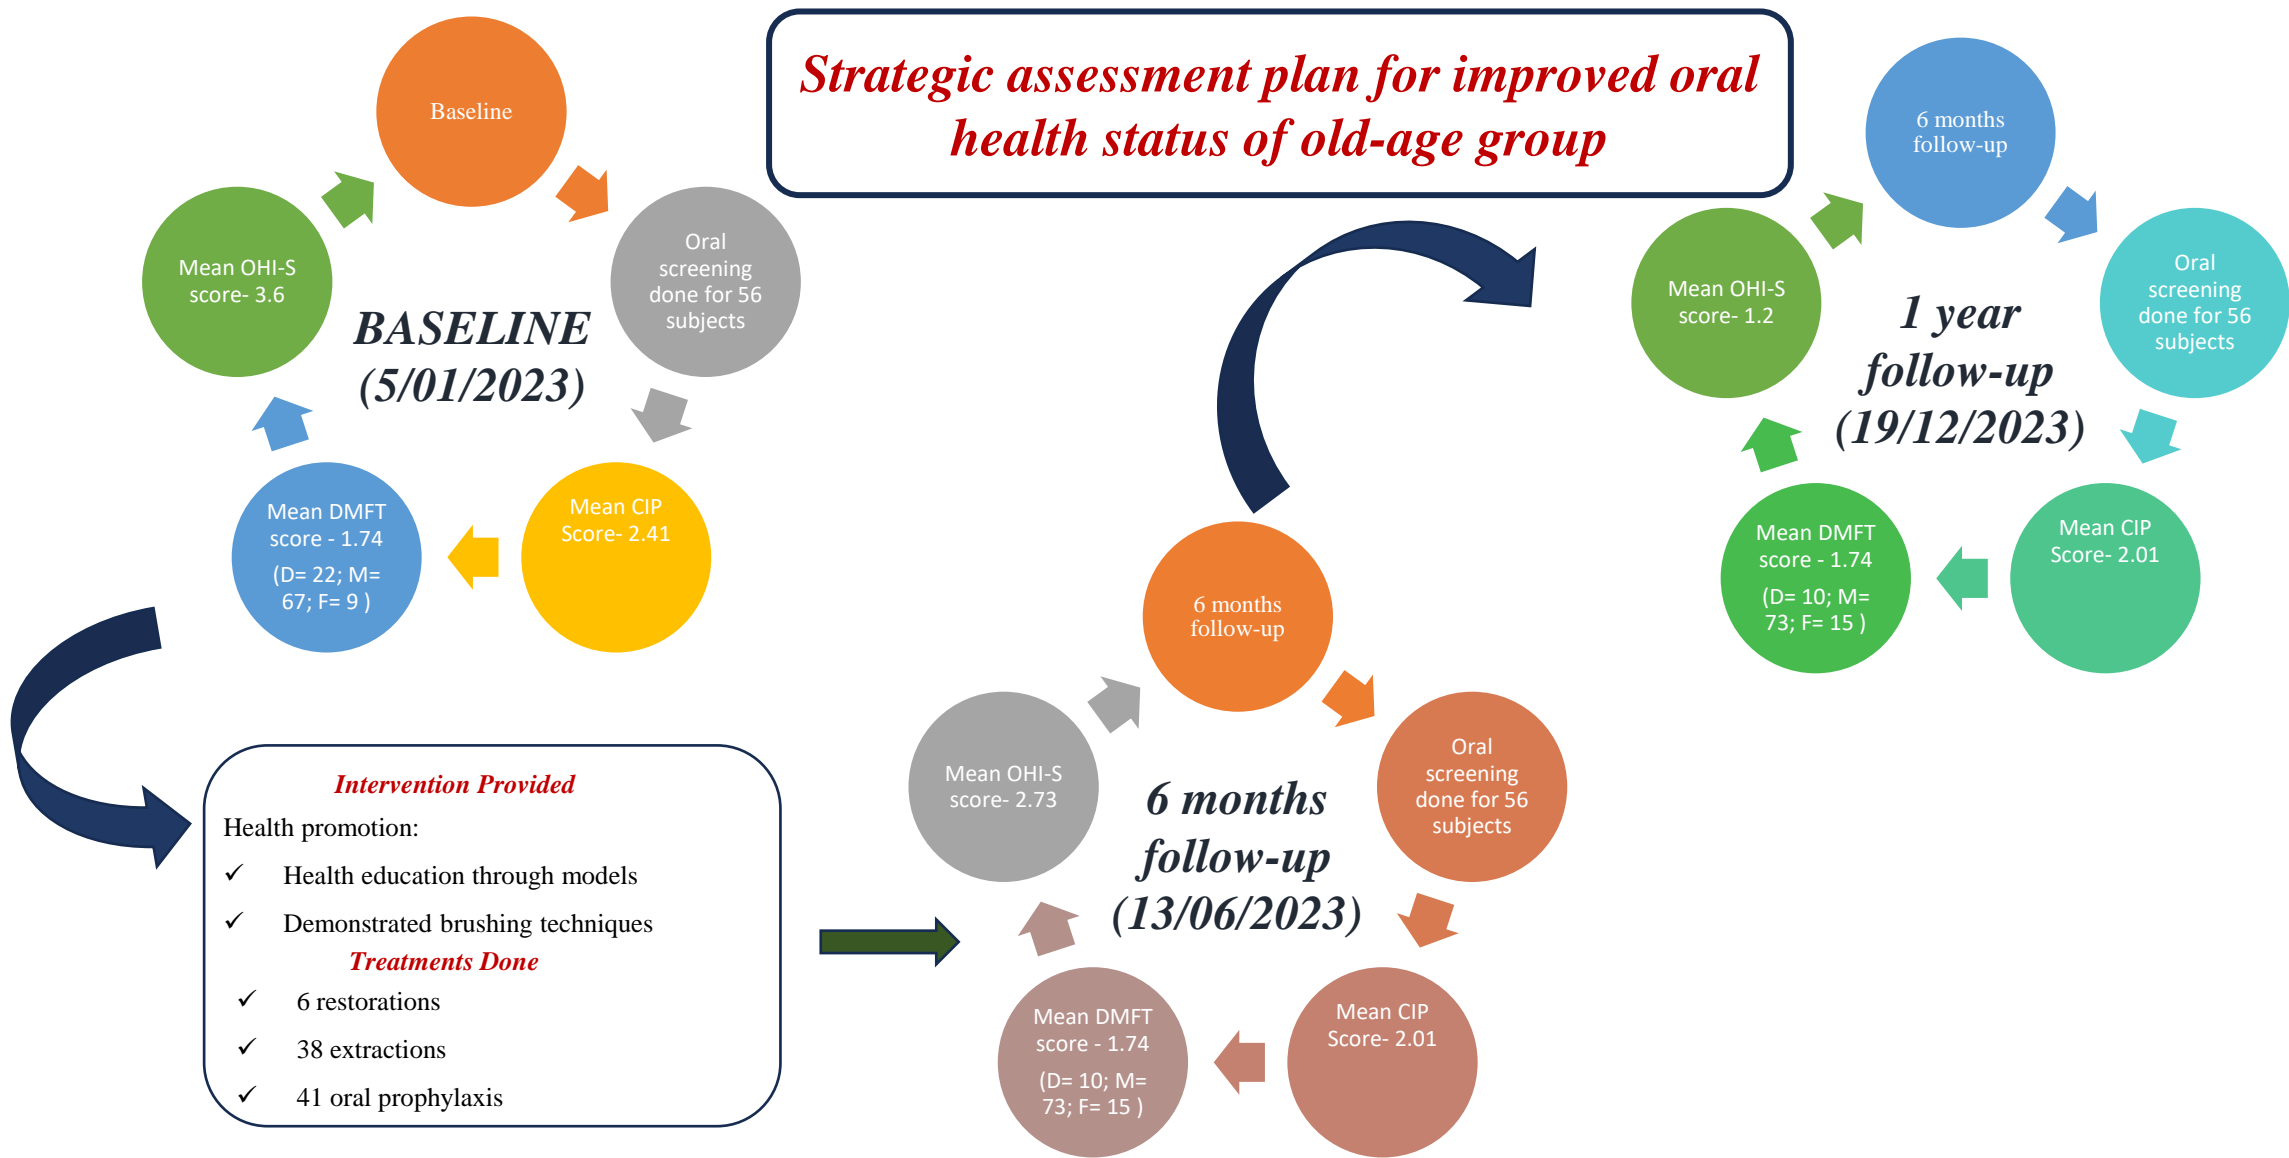 Strategic assessment plan for improved oral
health status of old-age group
Baseline
Oral
screening
done for 56
subjects
Mean CIP
Score- 2.41
Mean DMFT
score - 1.74
(D= 22; M=
67; F= 9 )
Mean OHI-S
score- 3.6
BASELINE
(5/01/2023)
Intervention Provided
Health promotion:
✓ Health education through models
✓ Demonstrated brushing techniques
Treatments Done
✓ 6 restorations
✓ 38 extractions
✓ 41 oral prophylaxis
6 months
follow-up
Oral
screening
done for 56
subjects
Mean CIP
Score- 2.01
Mean DMFT
score - 1.74
(D= 10; M=
73; F= 15 )
Mean OHI-S
score- 2.73
6 months
follow-up
(13/06/2023)
6 months
follow-up
Oral
screening
done for 56
subjects
Mean CIP
Score- 2.01
Mean DMFT
score - 1.74
(D= 10; M=
73; F= 15 )
Mean OHI-S
score- 1.2
1 year
follow-up
(19/12/2023)